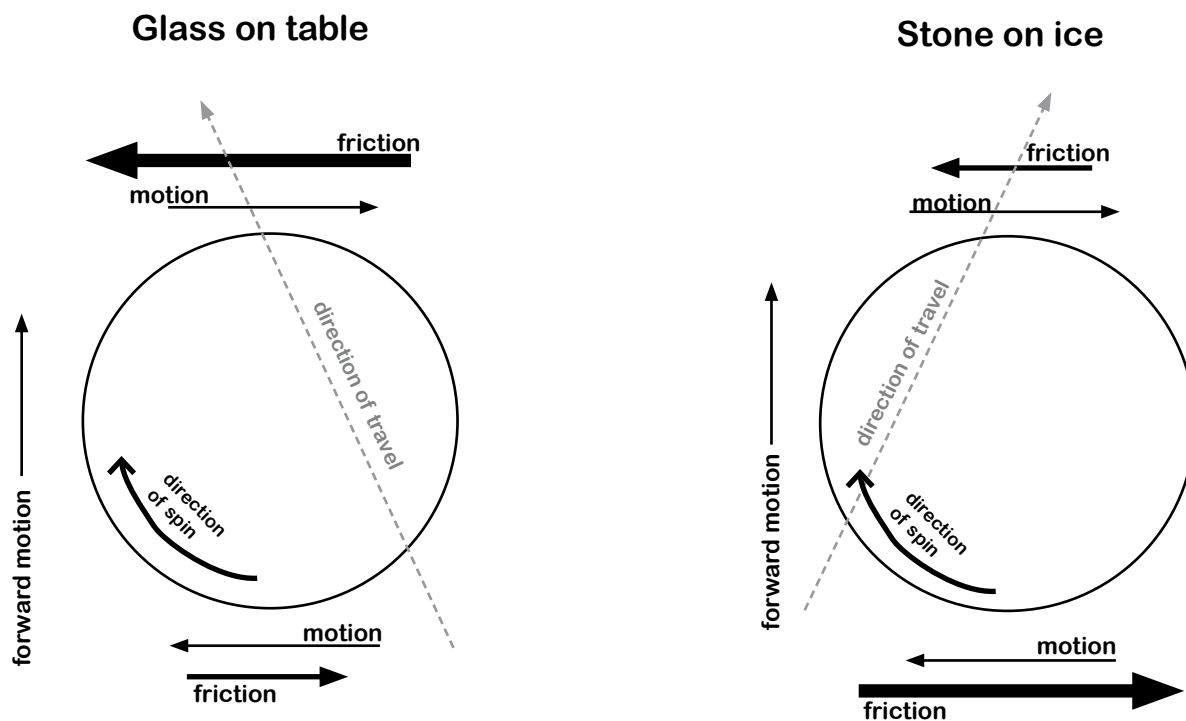 Glass on table
friction
motion
direction of travel
direction
of spin
forward motion
motion
friction
Stone on ice
friction
motion
direction of travel
direction
of spin
forward motion
motion
friction